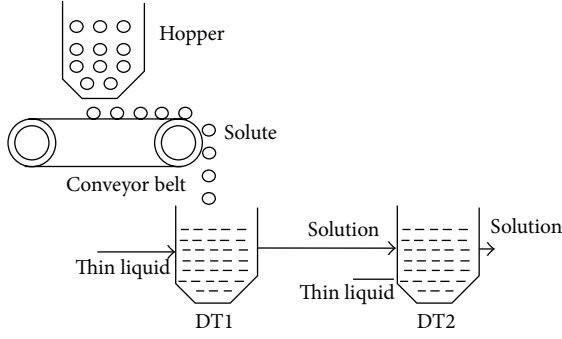 Hopper
Solute
Conveyor belt
Solution
Solution
Thin liquid
Thin liquid
DT1
DT2